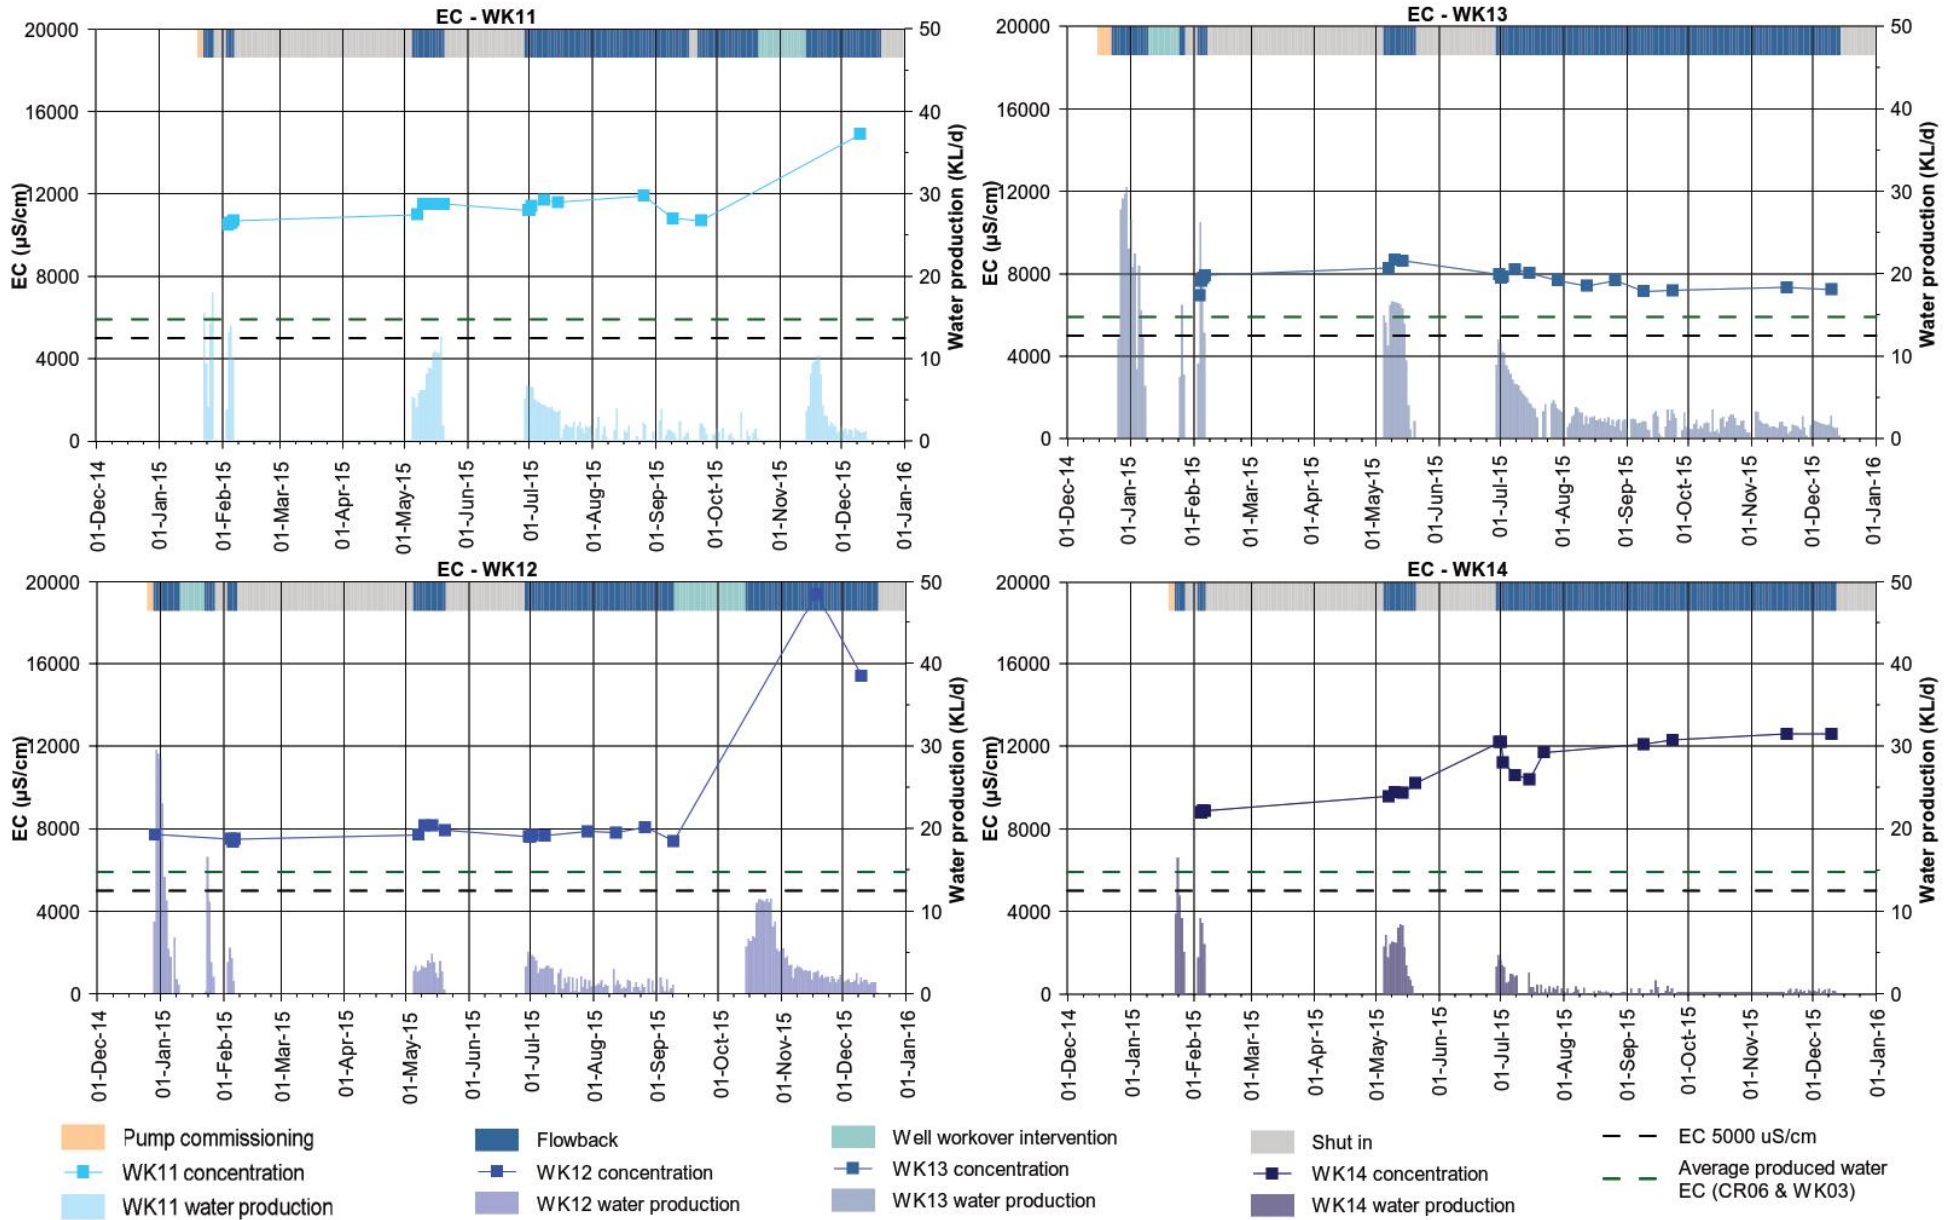 EC - WK11
20000
16000
12000
8000
4000
0
EC (µS/cm)
50
40
30
20
10
0
Water production (KL/d)
01-Dec-14
01-Jan-15
01-Feb-15
01-Mar-15
01-Apr-15
01-May-15
01-Jun-15
01-Jul-15
01-Aug-15
01-Sep-15
01-Oct-15
01-Nov-15
01-Dec-15
01-Jan-16
EC - WK13
20000
16000
12000
8000
4000
0
EC (µS/cm)
50
40
30
20
10
0
Water production (KL/d)
01-Dec-14
01-Jan-15
01-Feb-15
01-Mar-15
01-Apr-15
01-May-15
01-Jun-15
01-Jul-15
01-Aug-15
01-Sep-15
01-Oct-15
01-Nov-15
01-Dec-15
01-Jan-16
EC - WK12
20000
16000
12000
8000
4000
0
EC (µS/cm)
50
40
30
20
10
0
Water production (KL/d)
01-Dec-14
01-Jan-15
01-Feb-15
01-Mar-15
01-Apr-15
01-May-15
01-Jun-15
01-Jul-15
01-Aug-15
01-Sep-15
01-Oct-15
01-Nov-15
01-Dec-15
01-Jan-16
EC - WK14
20000
16000
12000
8000
4000
0
EC (µS/cm)
50
40
30
20
10
0
Water production (KL/d)
01-Dec-14
01-Jan-15
01-Feb-15
01-Mar-15
01-Apr-15
01-May-15
01-Jun-15
01-Jul-15
01-Aug-15
01-Sep-15
01-Oct-15
01-Nov-15
01-Dec-15
01-Jan-16
Pump commissioning
WK11 concentration
WK11 water production
Flowback
WK12 concentration
WK12 water production
Well workover intervention
WK13 concentration
WK13 water production
Shut in
WK14 concentration
WK14 water production
EC 5000 uS/cm
Average produced water
EC (CR06 & WK03)